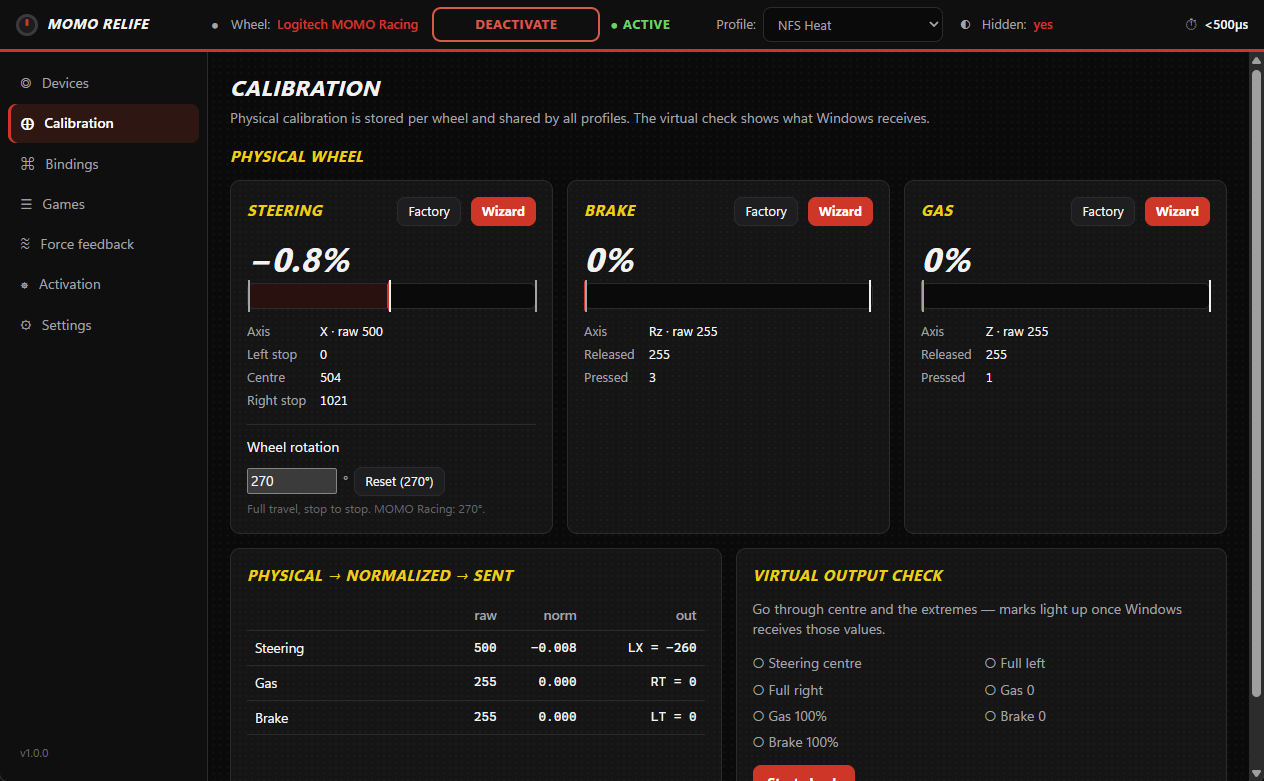 MOMO RELIFE
Wheel: Logitech MOMO Racing
DEACTIVATE
ACTIVE
Profile: NFS Heat
Hidden: yes
<500µs
Devices
Calibration
Bindings
Games
Force feedback
Activation
Settings
v1.0.0
CALIBRATION
Physical calibration is stored per wheel and shared by all profiles. The virtual check shows what Windows receives.
PHYSICAL WHEEL
STEERING Factory Wizard
−0.8%
Axis X · raw 500
Left stop 0
Centre 504
Right stop 1021
Wheel rotation
270 ° Reset (270°)
Full travel, stop to stop. MOMO Racing: 270°.
BRAKE Factory Wizard
0%
Axis Rz · raw 255
Released 255
Pressed 3
GAS Factory Wizard
0%
Axis Z · raw 255
Released 255
Pressed 1
PHYSICAL → NORMALIZED → SENT
raw norm out
Steering 500 −0.008 LX = −260
Gas 255 0.000 RT = 0
Brake 255 0.000 LT = 0
VIRTUAL OUTPUT CHECK
Go through centre and the extremes — marks light up once Windows
receives those values.
Steering centre Full left
Full right Gas 0
Gas 100% Brake 0
Brake 100%